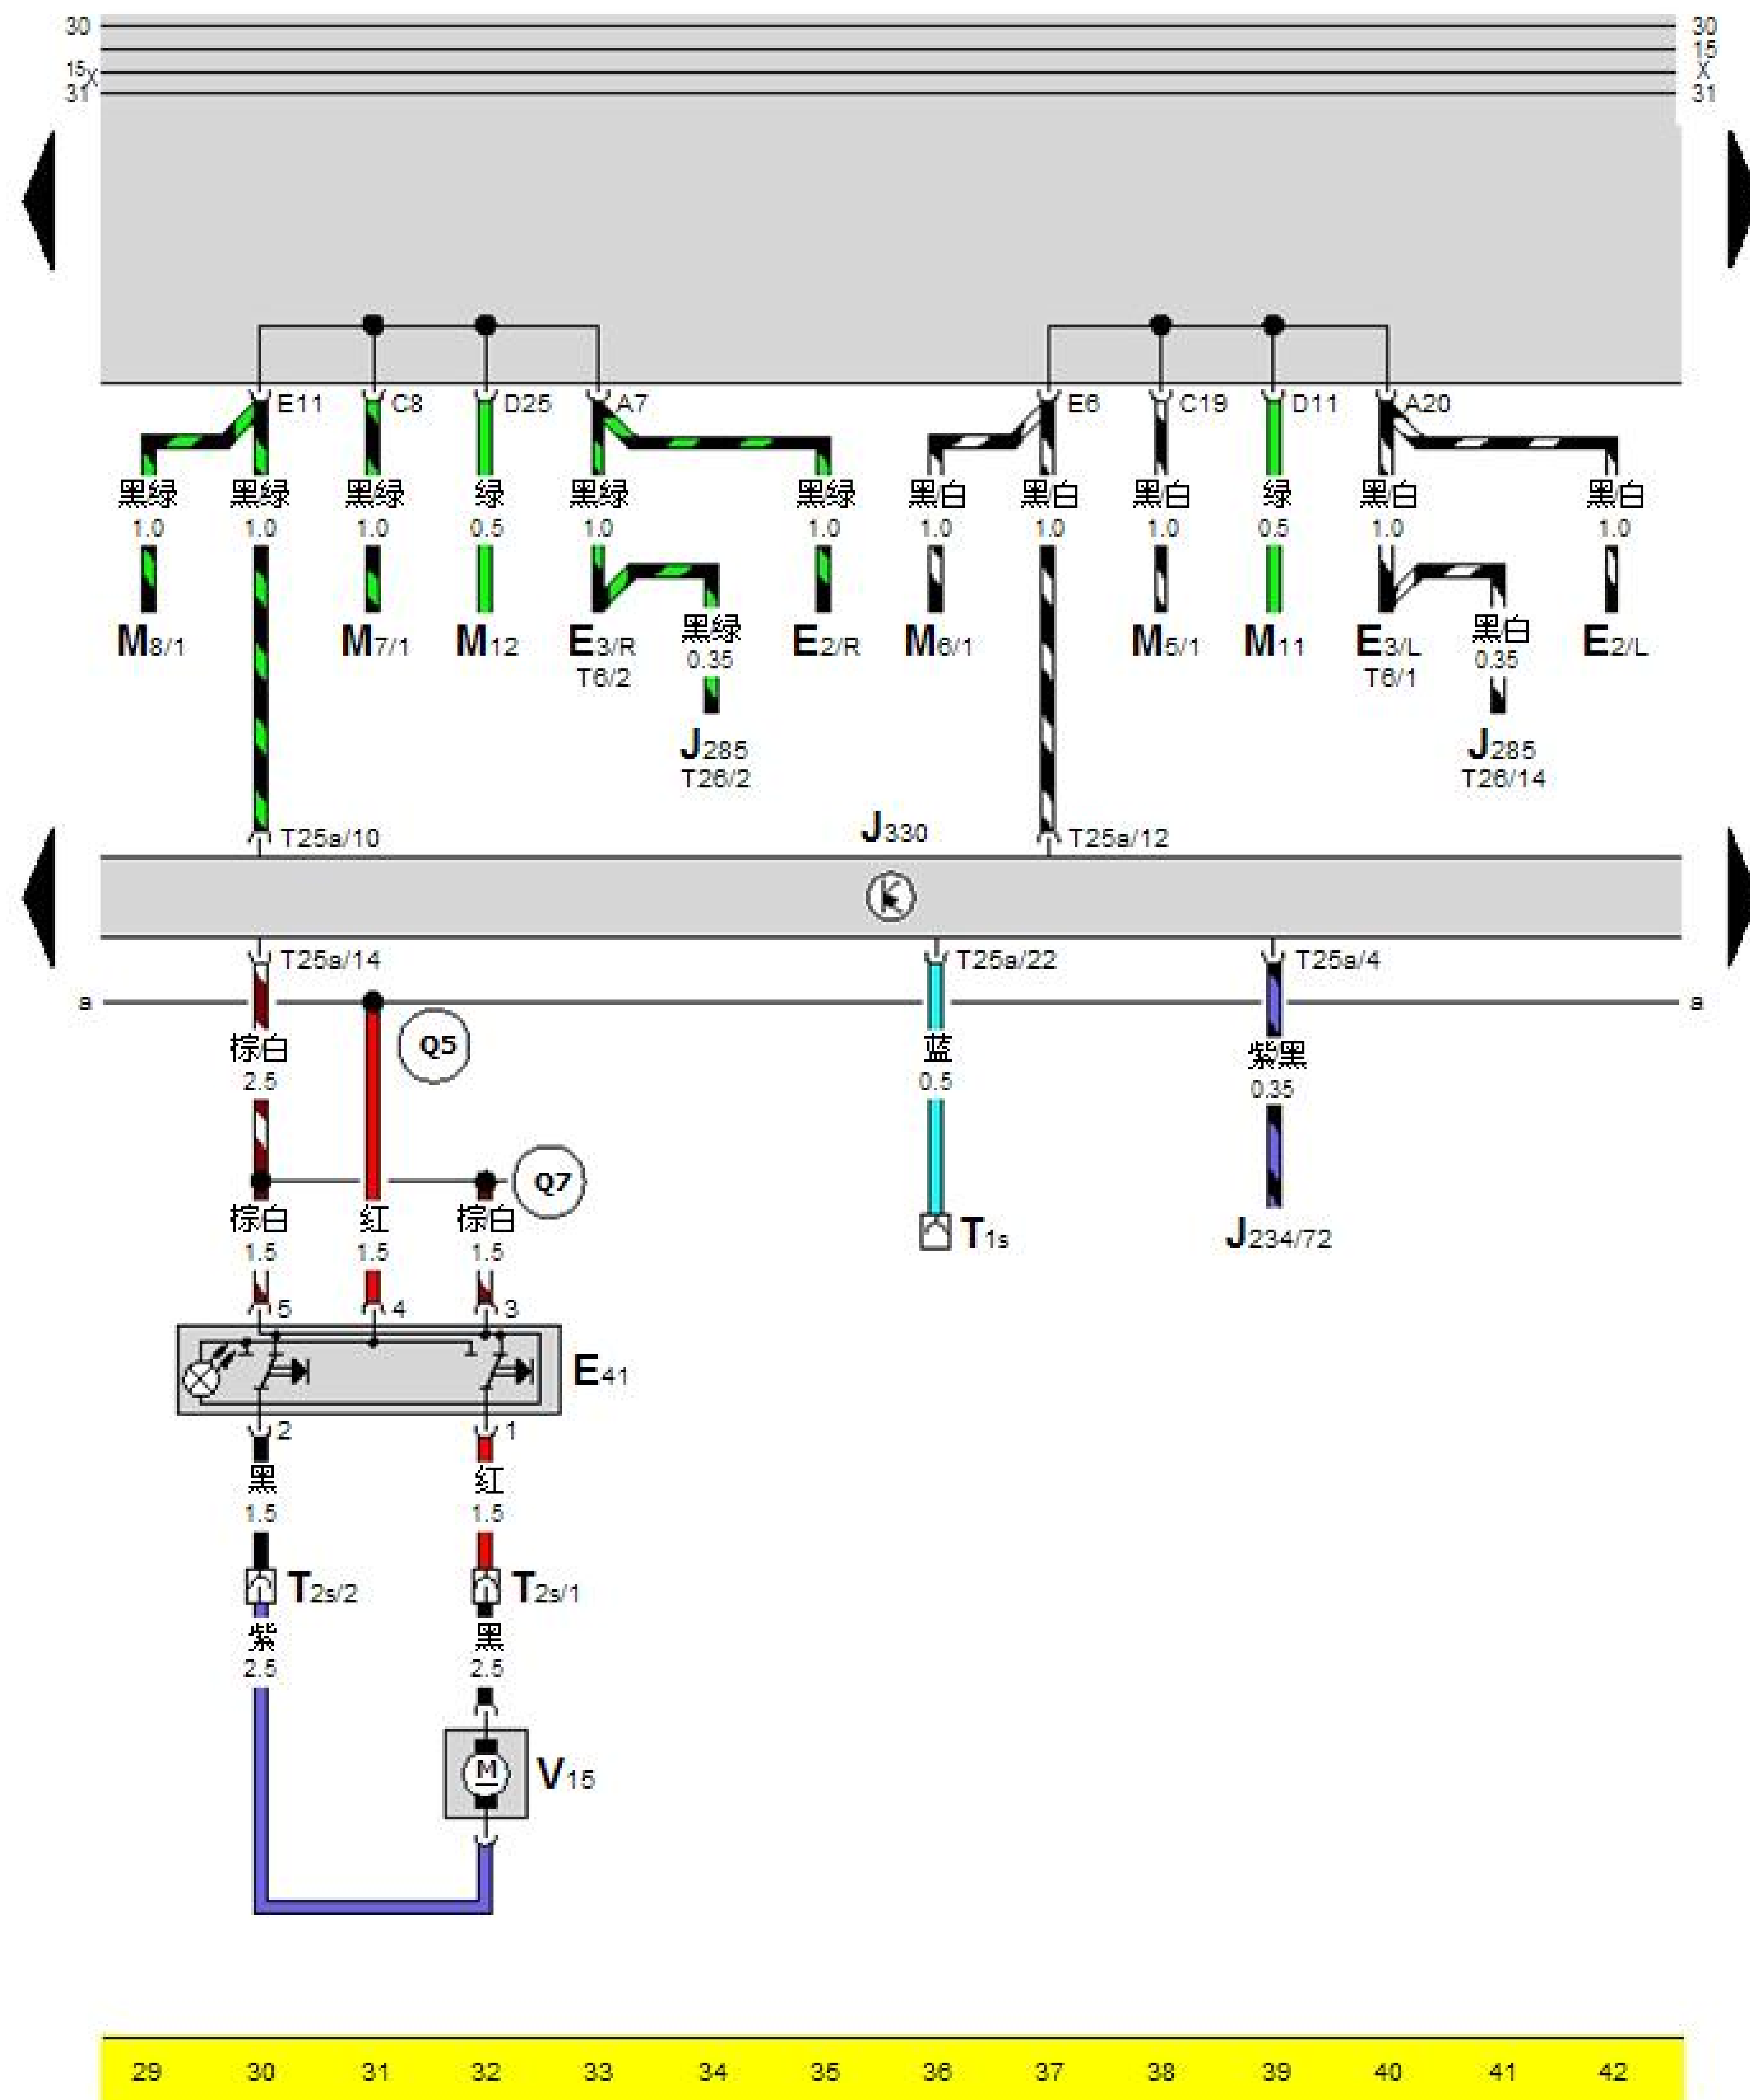 30 30
15 15
X X
31 31
E11 C8 D25 A7 E6 C19 D11 A20
黑绿 黑绿 黑绿 绿 黑绿 黑绿 黑白 黑白 黑白 绿 黑白 黑白
1.0 1.0 1.0 0.5 1.0 1.0 1.0 1.0 1.0 0.5 1.0 1.0
M8/1 M7/1 M12 E3/R 黑绿 E2/R M6/1 M5/1 M11 E3/L 黑白 E2/L
T6/2 0.35 T6/1 0.35
J285 J285
T26/2 T26/14
T25a/10 J330 T25a/12
T25a/14 T25a/22 T25a/4
a a
棕白 Q5 蓝 紫黑
2.5 0.5 0.35
Q7
棕白 红 棕白 T1s J234/72
1.5 1.5 1.5
5 4 3
E41
2 1
黑 红
1.5 1.5
T2s/2 T2s/1
紫 黑
2.5 2.5
M V15
29 30 31 32 33 34 35 36 37 38 39 40 41 42